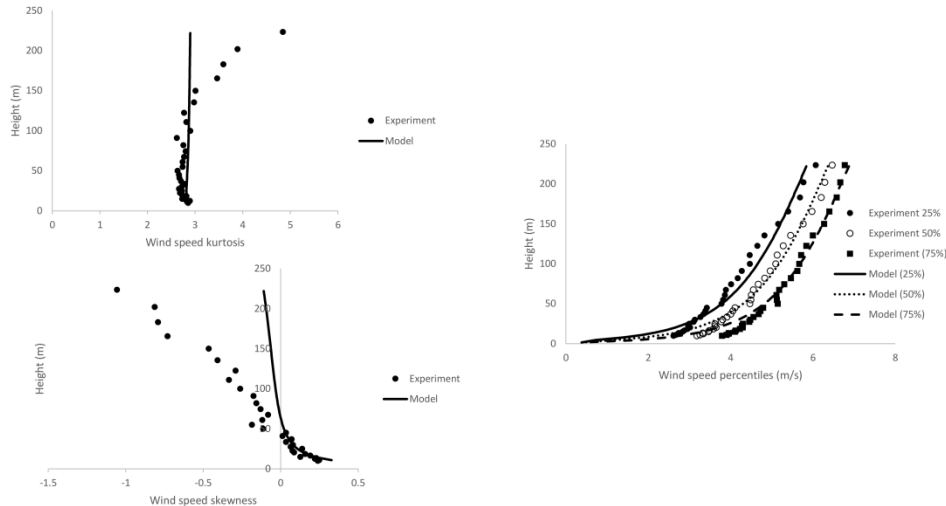 250
200
150
100
50
0
Height (m)
0 1 2 3 4 5 6
Wind speed kurtosis
Experiment
Model
250
200
150
100
50
0
Height (m)
-1.5 -1 -0.5 0 0.5
Wind speed skewness
Experiment
Model
250
200
150
100
50
0
Height (m)
0 2 4 6 8
Wind speed percentiles (m/s)
Experiment 25%
Experiment 50%
Experiment (75%)
Model (25%)
Model (50%)
Model (75%)